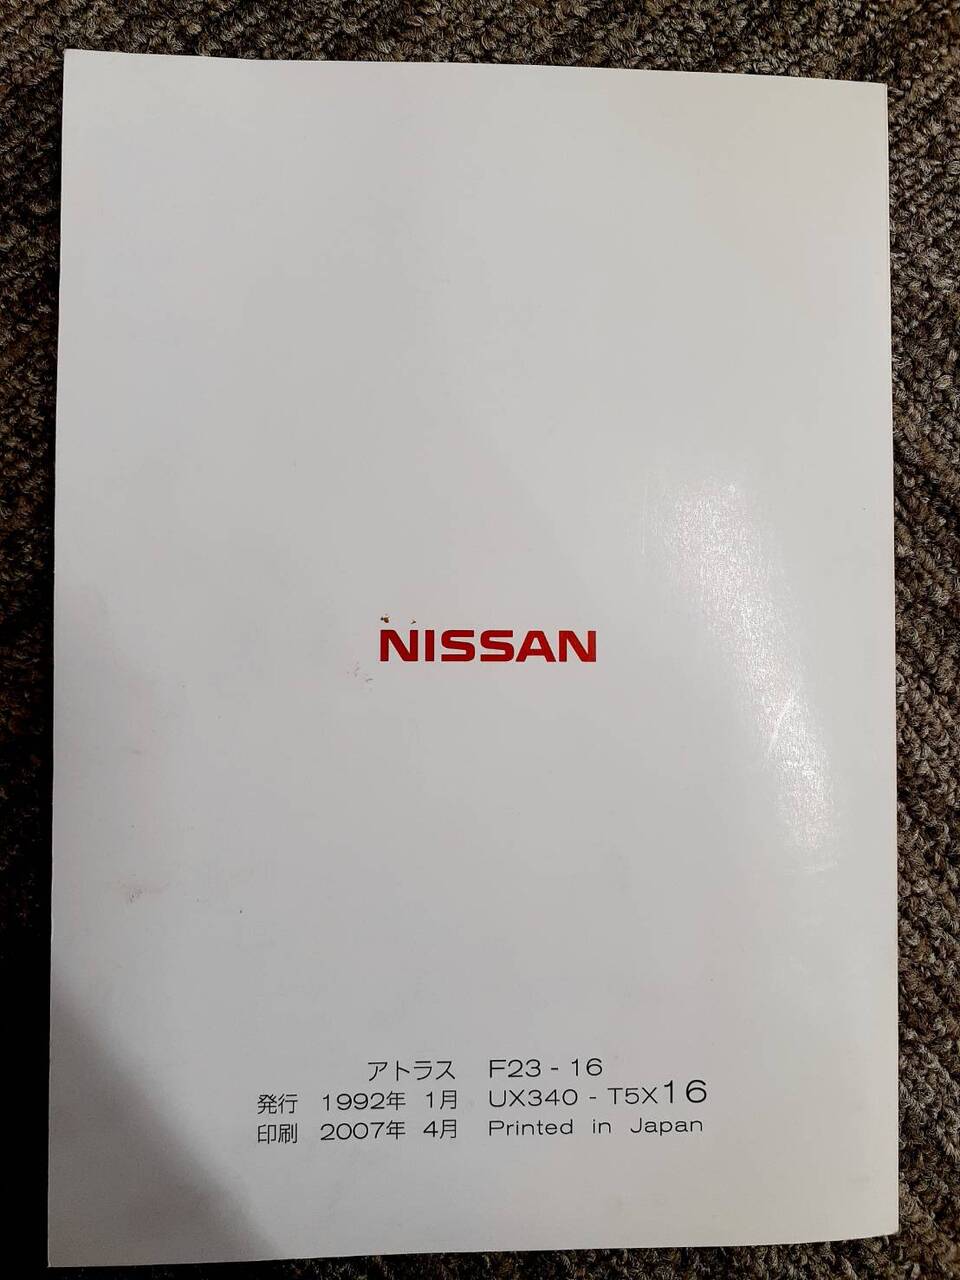 NISSAN
アトラス F23 - 16
発行 1992年 1月 UX340 - T5X16
印刷 2007年 4月 Printed in Japan